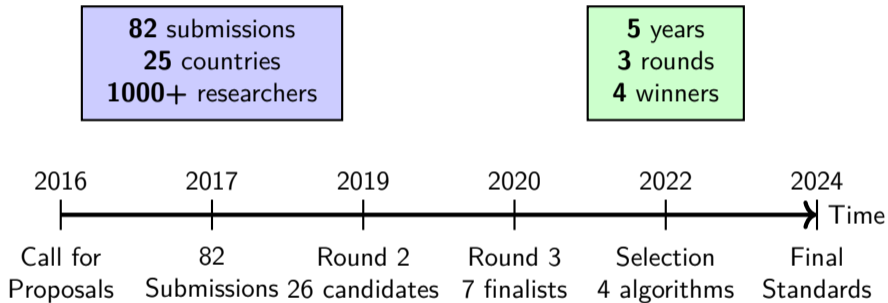 82 submissions
25 countries
1000+ researchers
5 years
3 rounds
4 winners
2016
2017
2019
2020
2022
2024
Time
Call for
Proposals
82
Submissions
Round 2
26 candidates
Round 3
7 finalists
Selection
4 algorithms
Final
Standards